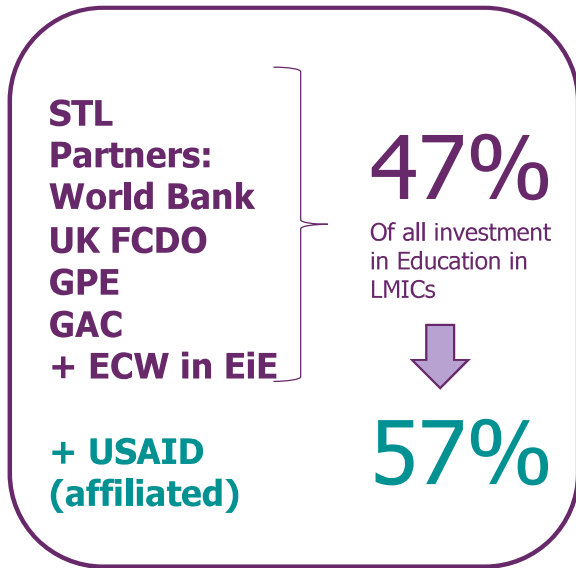 STL
Partners:
World Bank
UK FCDO
GPE
GAC
+ ECW in EiE
47%
Of all investment
in Education in
LMICs
+ USAID
(affiliated)
57%